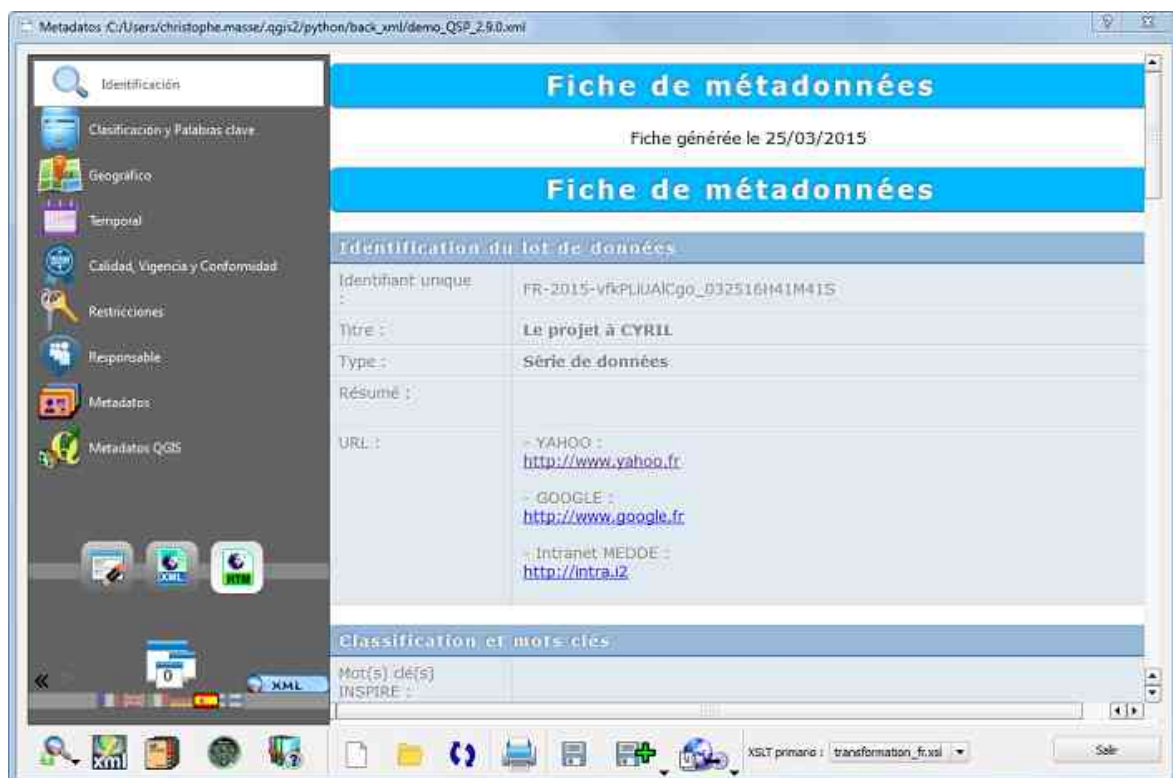 Metadatos :C:/Users/christophe.masse/.qgis2/python/back_xml/demo_QSP_2.9.0.xml
Identificación
Clasificación y Palabras clave
Geográfico
Temporal
Calidad, Vigencia y Conformidad
Restricciones
Responsable
Metadatos
Metadatos QGIS
XML
HTM
0
XML
Fiche de métadonnées
Fiche générée le 25/03/2015
Fiche de métadonnées
Identification du lot de données
Identifiant unique
:
Titre :
Le projet à CYRIL
Type :
Série de données
Résumé :
URL :
- YAHOO :
http://www.yahoo.fr
- GOOGLE :
http://www.google.fr
- Intranet MEDDE :
http://intra.i2
Classification et mots clés
Mot(s) clé(s)
INSPIRE :
xml
XSLT primario :
transformation_fr.xsl
Salir